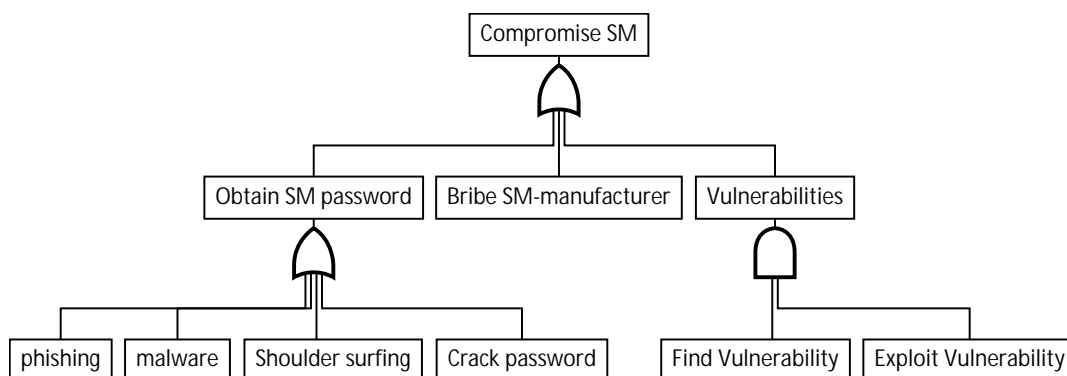 Compromise SM
Obtain SM password
Bribe SM-manufacturer
Vulnerabilities
phishing
malware
Shoulder surfing
Crack password
Find Vulnerability
Exploit Vulnerability